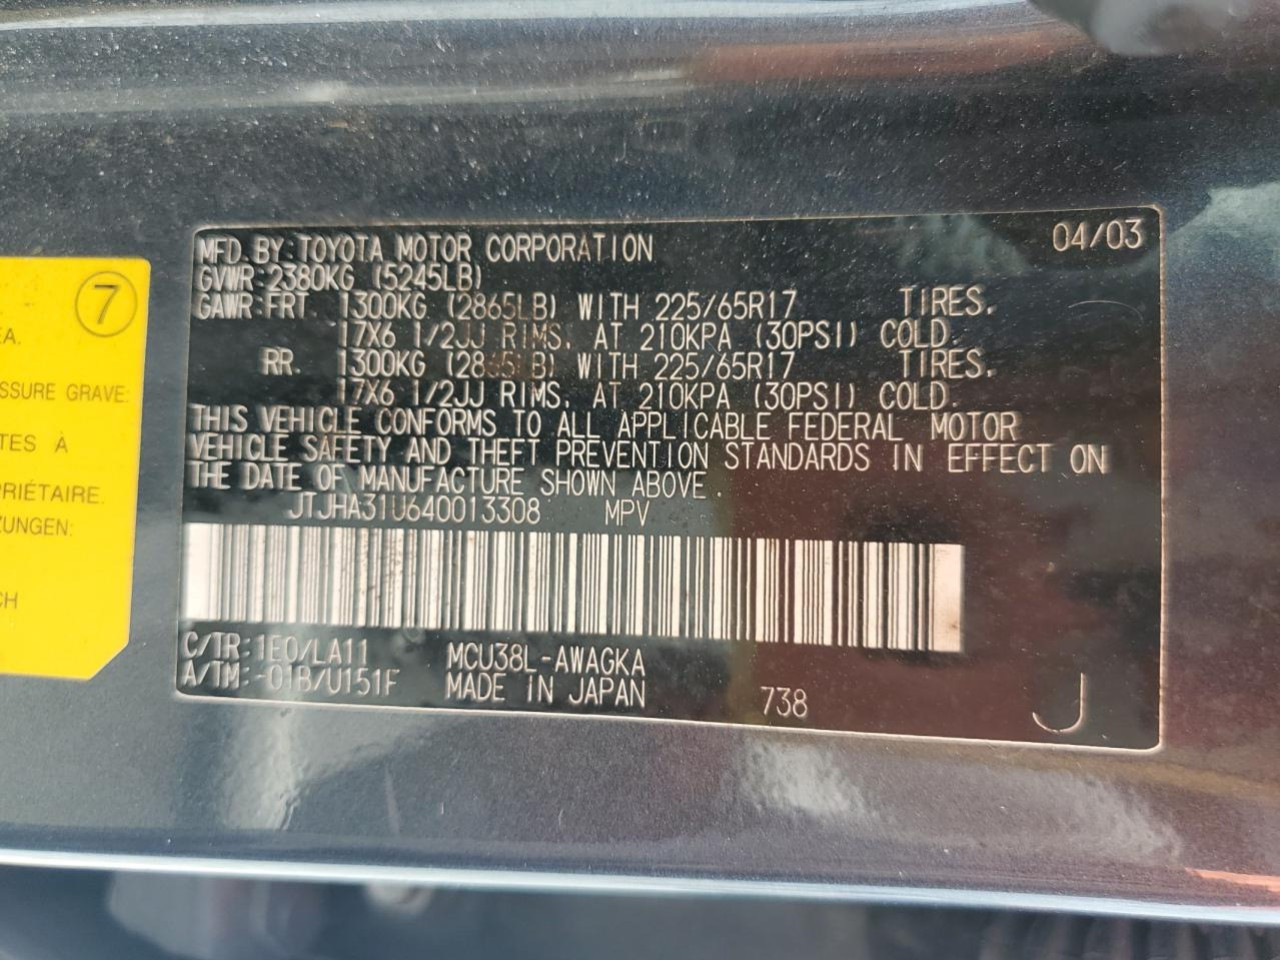 7
EA.
SSURE GRAVE:
TES À
PRIÉTAIRE.
ZUNGEN:
CH
MFD. BY: TOYOTA MOTOR CORPORATION 04/03
GVWR: 2380KG (5245LB)
GAWR: FRT. 1300KG (2865LB) WITH 225/65R17 TIRES.
17X6 1/2JJ RIMS, AT 210KPA (30PSI) COLD.
RR. 1300KG (2865LB) WITH 225/65R17 TIRES.
17X6 1/2JJ RIMS, AT 210KPA (30PSI) COLD.
THIS VEHICLE CONFORMS TO ALL APPLICABLE FEDERAL MOTOR
VEHICLE SAFETY AND THEFT PREVENTION STANDARDS IN EFFECT ON
THE DATE OF MANUFACTURE SHOWN ABOVE.
JTJHA31U640013308 MPV
C/TR: 1E0/LA11 MCU38L-AWAGKA
A/TM: -01B/U151F MADE IN JAPAN 738 J